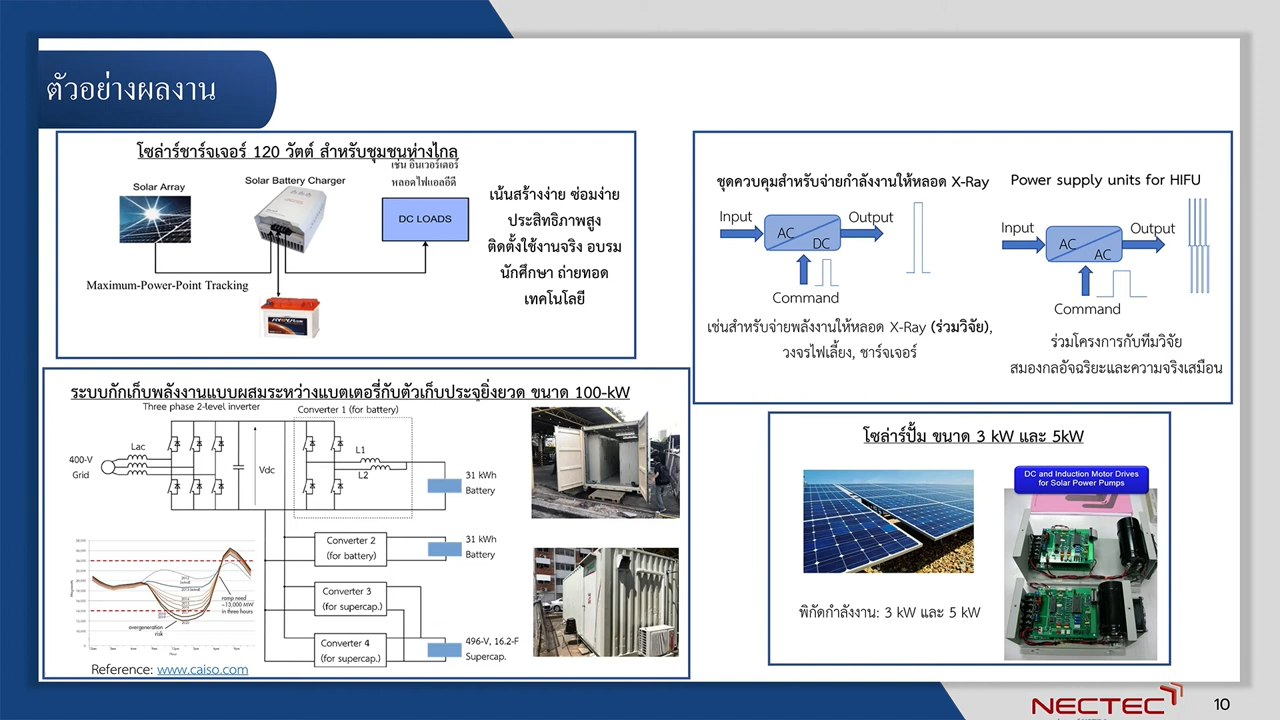 ตัวอย่างผลงาน
โซล่าร์ชาร์จเจอร์ 120 วัตต์ สำหรับชุมชนห่างไกล
เช่น อินเวอร์เตอร์
หลอดไฟแอลอีดี
Solar Array
Solar Battery Charger
DC LOADS
Maximum-Power-Point Tracking
เน้นสร้างง่าย ซ่อมง่าย
ประสิทธิภาพสูง
ติดตั้งใช้งานจริง อบรม
นักศึกษา ถ่ายทอด
เทคโนโลยี
ชุดควบคุมสำหรับจ่ายกำลังงานให้หลอด X-Ray
Input
AC
DC
Output
Command
เช่นสำหรับจ่ายพลังงานให้หลอด X-Ray (ร่วมวิจัย),
วงจรไฟเลี้ยง, ชาร์จเจอร์
Power supply units for HIFU
Input
AC
AC
Output
Command
ร่วมโครงการกับทีมวิจัย
สมองกลอัจฉริยะและความจริงเสมือน
ระบบกักเก็บพลังงานแบบผสมระหว่างแบตเตอรี่กับตัวเก็บประจุยิ่งยวด ขนาด 100-kW
Three phase 2-level inverter
Converter 1 (for battery)
400-V
Grid
Lac
Vdc
L1
L2
31 kWh
Battery
Converter 2
(for battery)
31 kWh
Battery
Converter 3
(for supercap.)
Converter 4
(for supercap.)
496-V, 16.2-F
Supercap.
ramp need
~13,000 MW
in three hours
overgeneration
risk
Reference: www.caiso.com
โซล่าร์ปั้ม ขนาด 3 kW และ 5kW
DC and Induction Motor Drives
for Solar Power Pumps
พิกัดกำลังงาน: 3 kW และ 5 kW
NECTEC
10